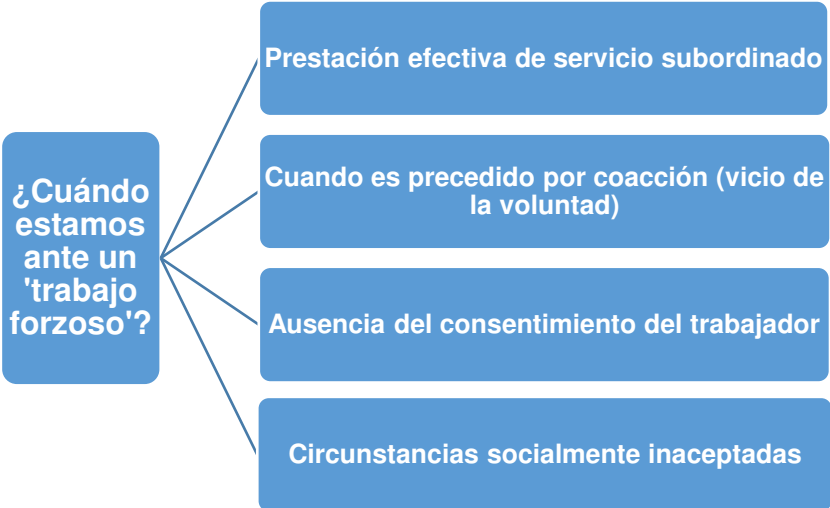 ¿Cuándo
estamos
ante un
'trabajo
forzoso'?
Prestación efectiva de servicio subordinado
Cuando es precedido por coacción (vicio de
la voluntad)
Ausencia del consentimiento del trabajador
Circunstancias socialmente inaceptadas